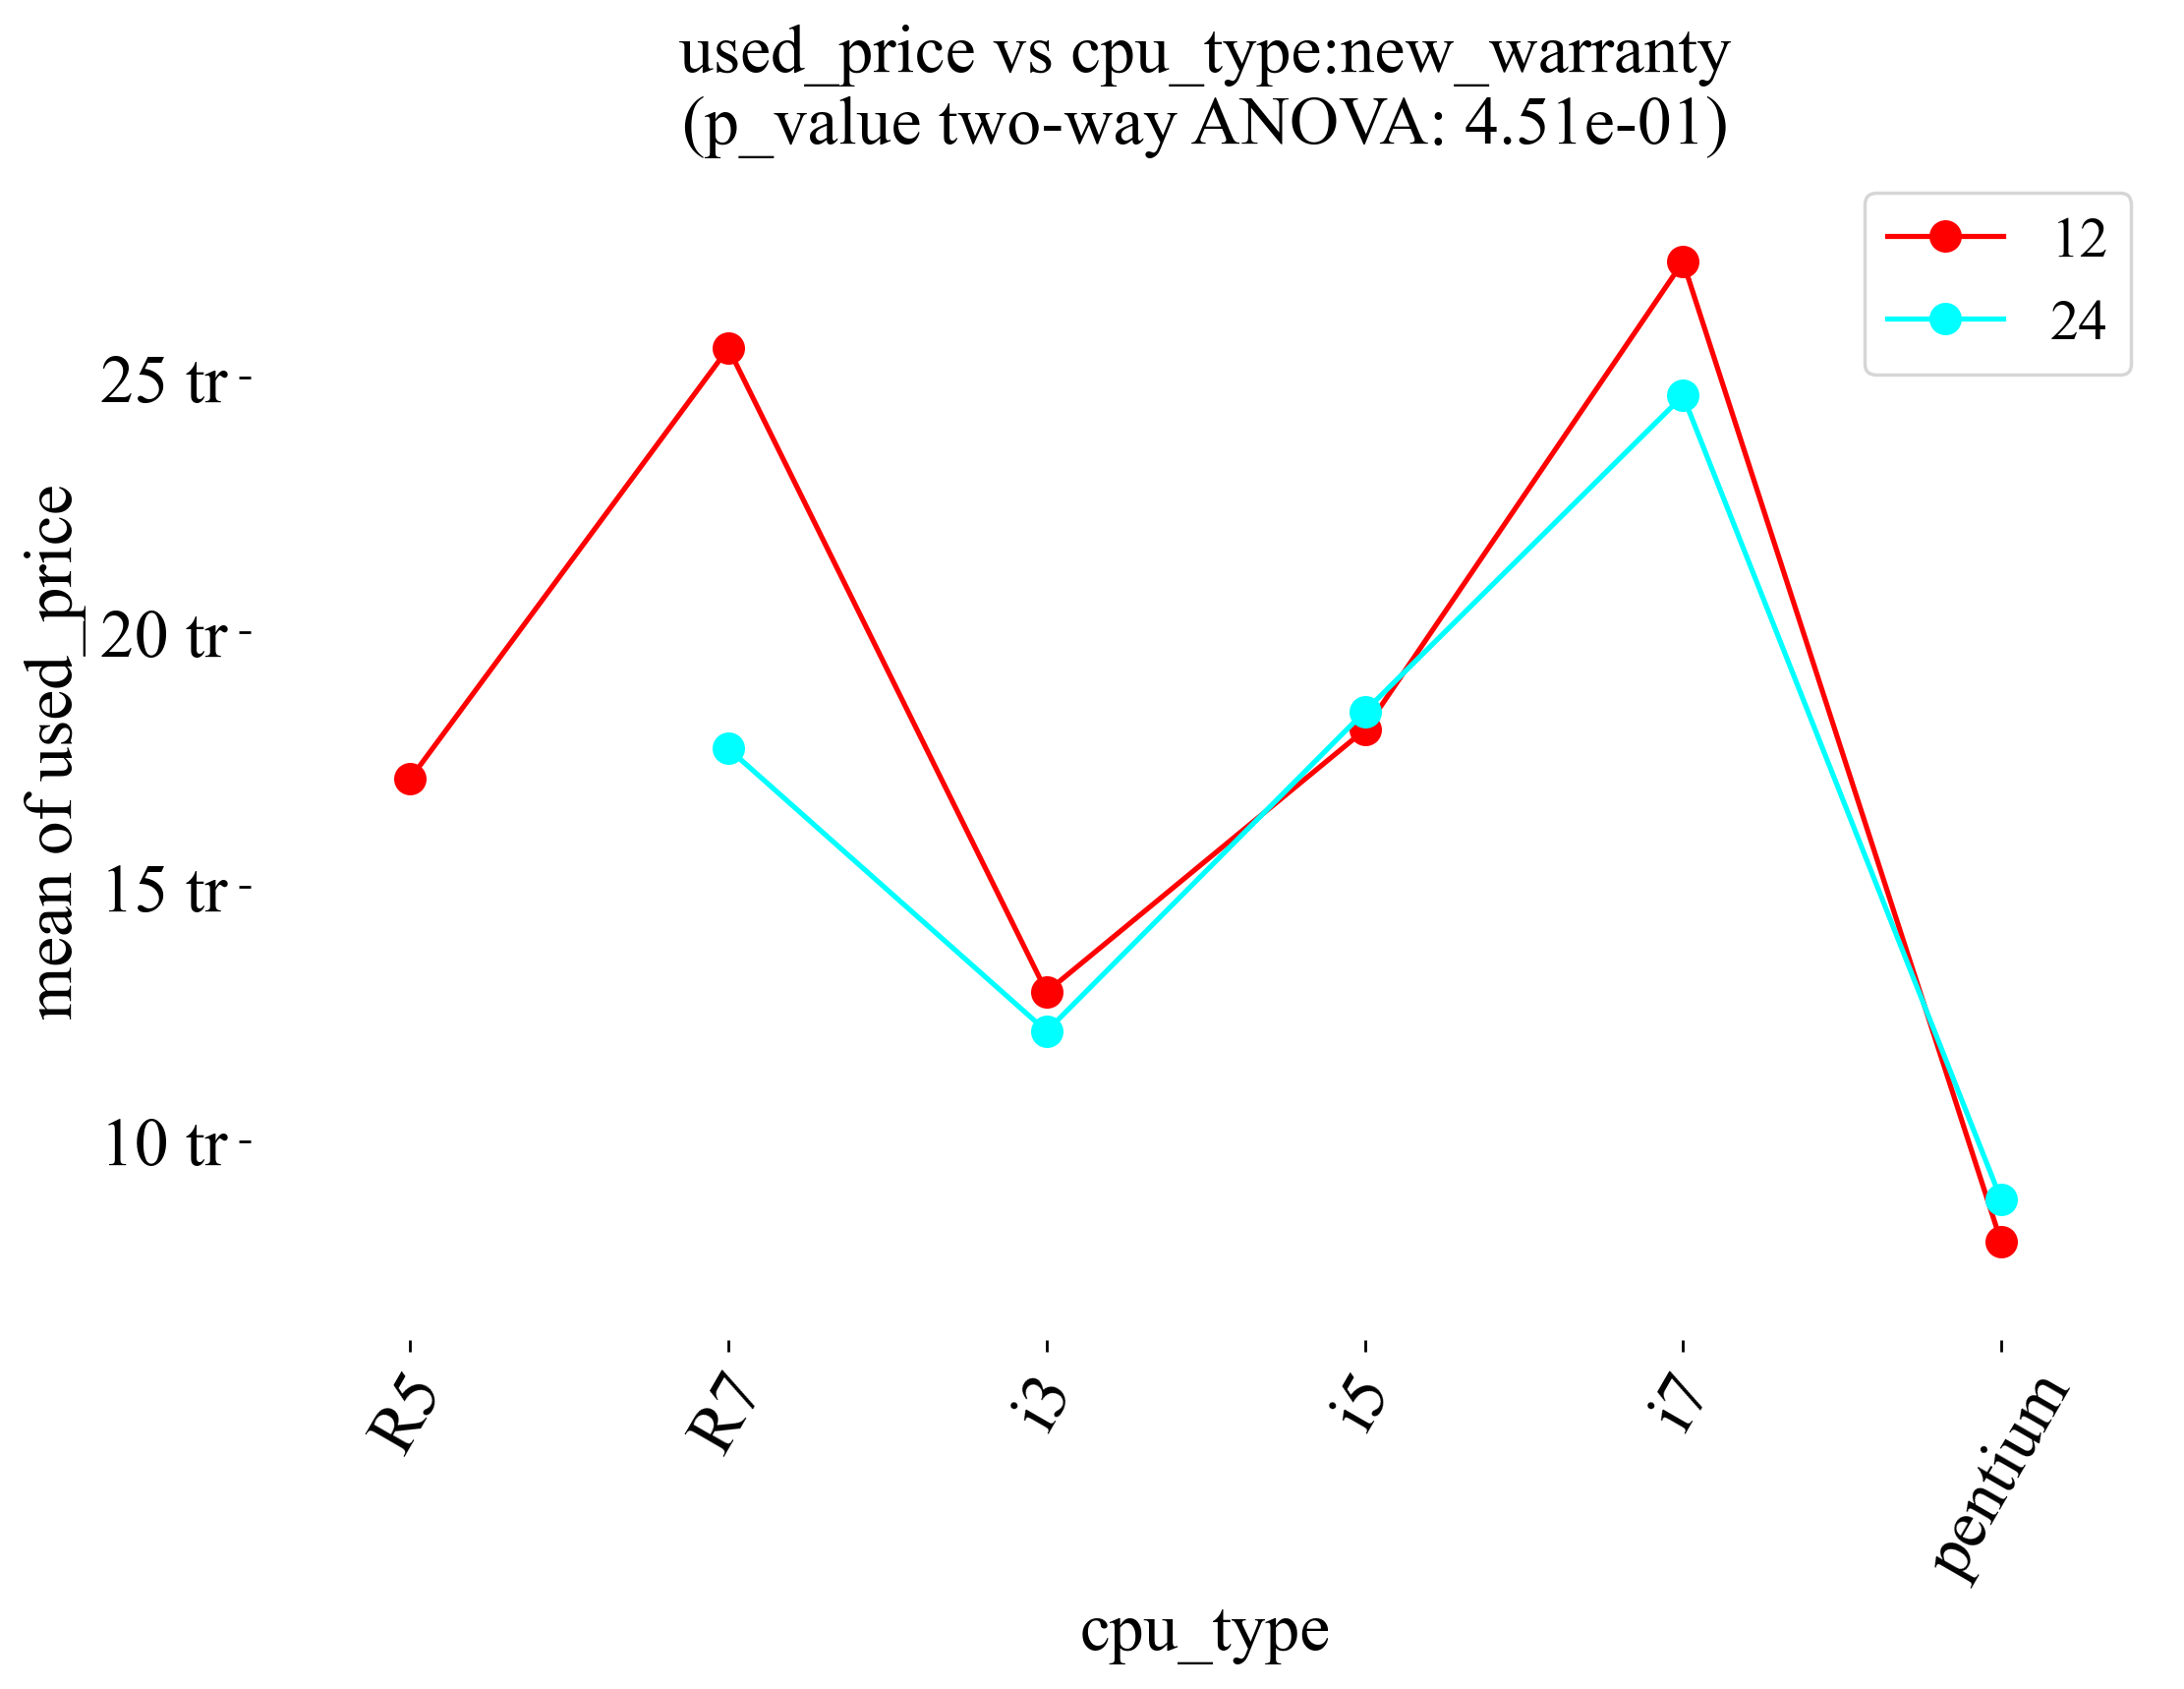 used_price vs cpu_type:new_warranty
(p_value two-way ANOVA: 4.51e-01)
12
24
25 tr
20 tr
15 tr
10 tr
mean of used_price
R5
R7
i3
i5
i7
pentium
cpu_type